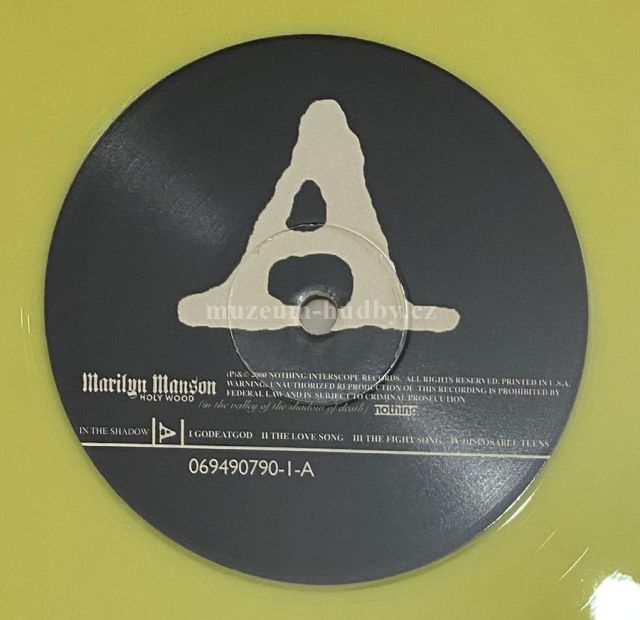 muzeum-hudby.cz
(P)&© 2000 NOTHING/INTERSCOPE RECORDS. ALL RIGHTS RESERVED. PRINTED IN U.S.A.
WARNING: UNAUTHORIZED REPRODUCTION OF THIS RECORDING IS PROHIBITED BY
FEDERAL LAW AND IS SUBJECT TO CRIMINAL PROSECUTION
Marilyn Manson
HOLY WOOD
(in the valley of the shadow of death) nothing
IN THE SHADOW A I GODEATGOD II THE LOVE SONG III THE FIGHT SONG IV DISPOSABLE TEENS
069490790-1-A